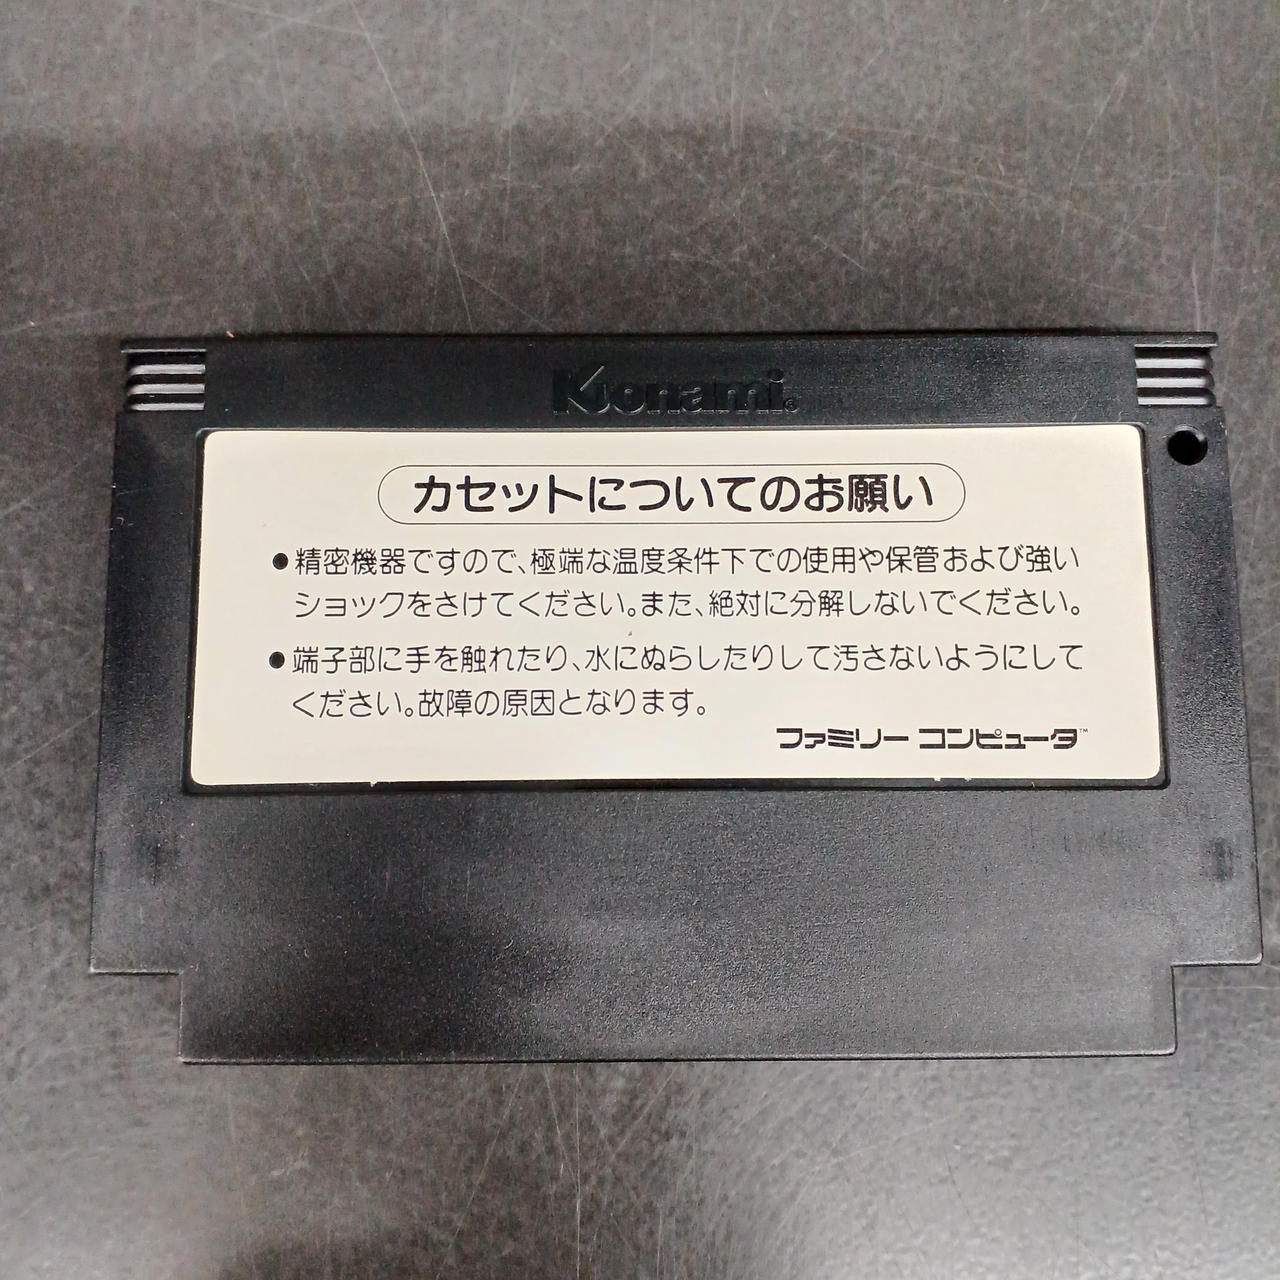 Konami®
カセットについてのお願い
●精密機器ですので、極端な温度条件下での使用や保管および強い
ショックをさけてください。また、絶対に分解しないでください。
●端子部に手を触れたり、水にぬらしたりして汚さないようにして
ください。故障の原因となります。
ファミリー コンピュータ™